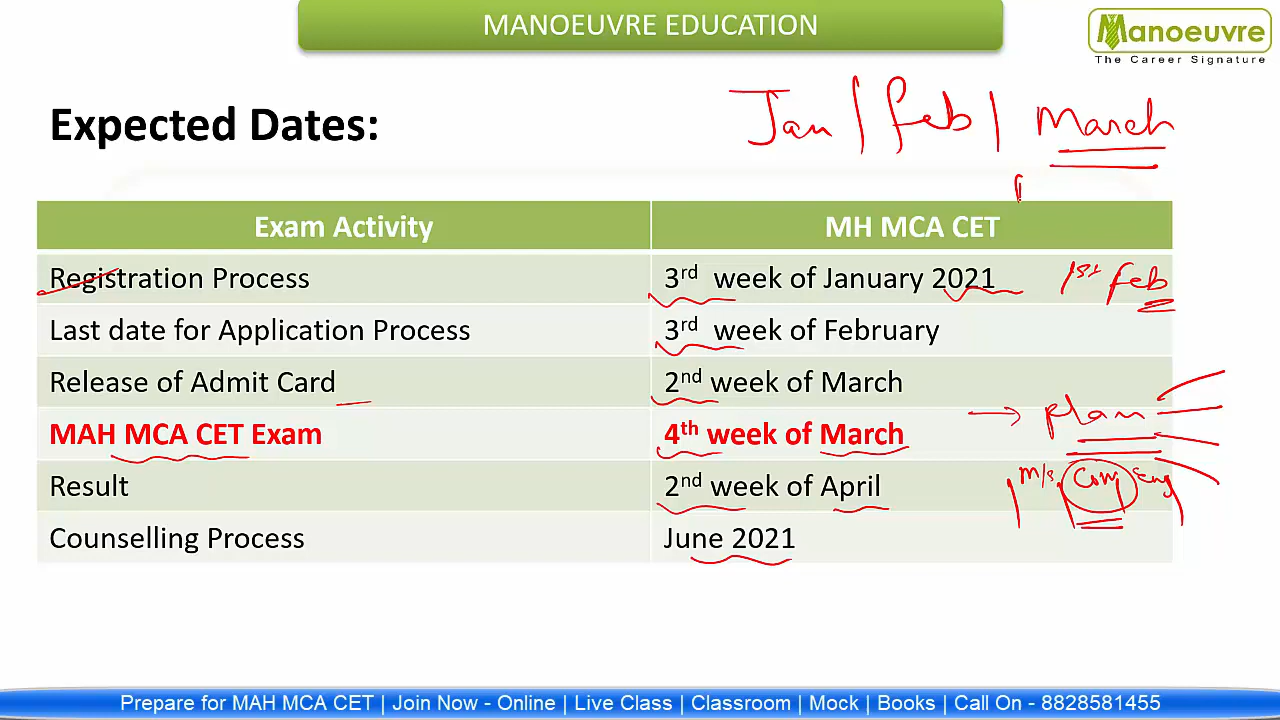 MANOEUVRE EDUCATION
Manoeuvre
The Career Signature
Expected Dates:
Jan | Feb | March
Exam Activity MH MCA CET
Registration Process 3rd week of January 2021 1st Feb
Last date for Application Process 3rd week of February
Release of Admit Card 2nd week of March
MAH MCA CET Exam 4th week of March → plan
Result 2nd week of April M/s Com Eng
Counselling Process June 2021
Prepare for MAH MCA CET | Join Now - Online | Live Class | Classroom | Mock | Books | Call On - 8828581455